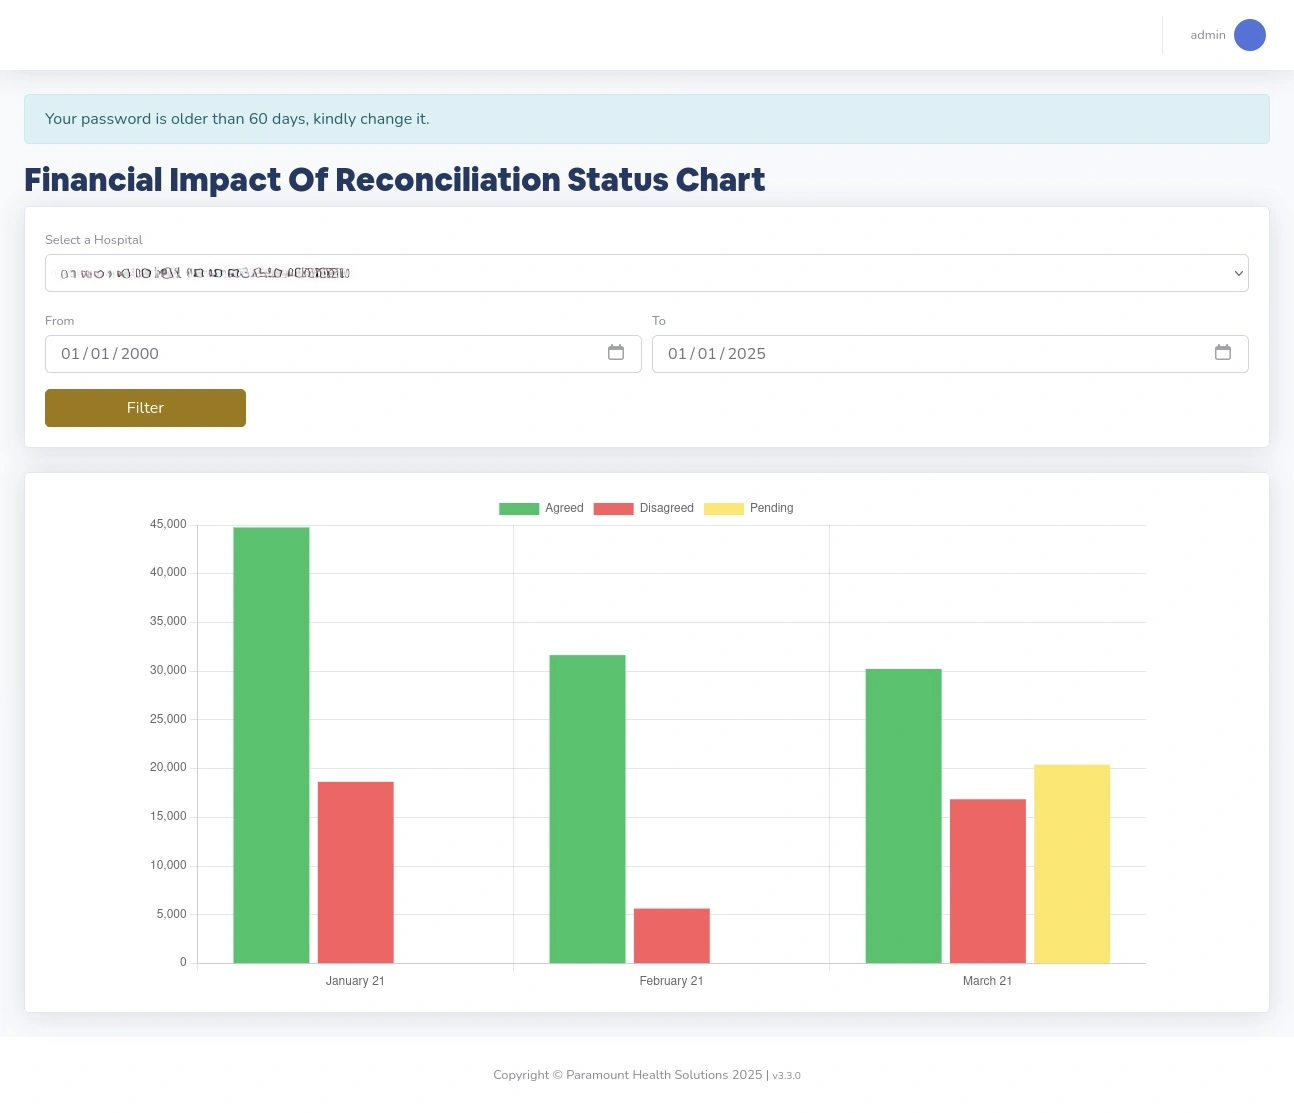 admin
Your password is older than 60 days, kindly change it.
Financial Impact Of Reconciliation Status Chart
Select a Hospital
From
To
01/01/2000
01/01/2025
Filter
Agreed Disagreed Pending
45,000
40,000
35,000
30,000
25,000
20,000
15,000
10,000
5,000
0
January 21 February 21 March 21
Copyright © Paramount Health Solutions 2025 | v3.3.0